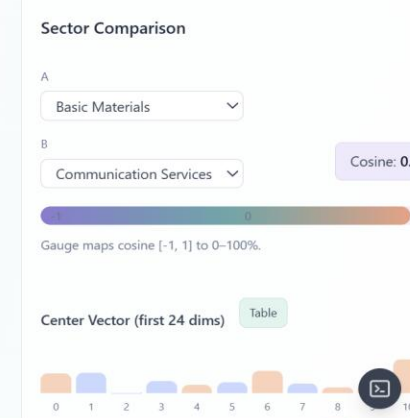 Sector Comparison
A
Basic Materials
B
Communication Services
Cosine: 0.
-1 0
Gauge maps cosine [-1, 1] to 0–100%.
Center Vector (first 24 dims)
Table
0 1 2 3 4 5 6 7 8 10